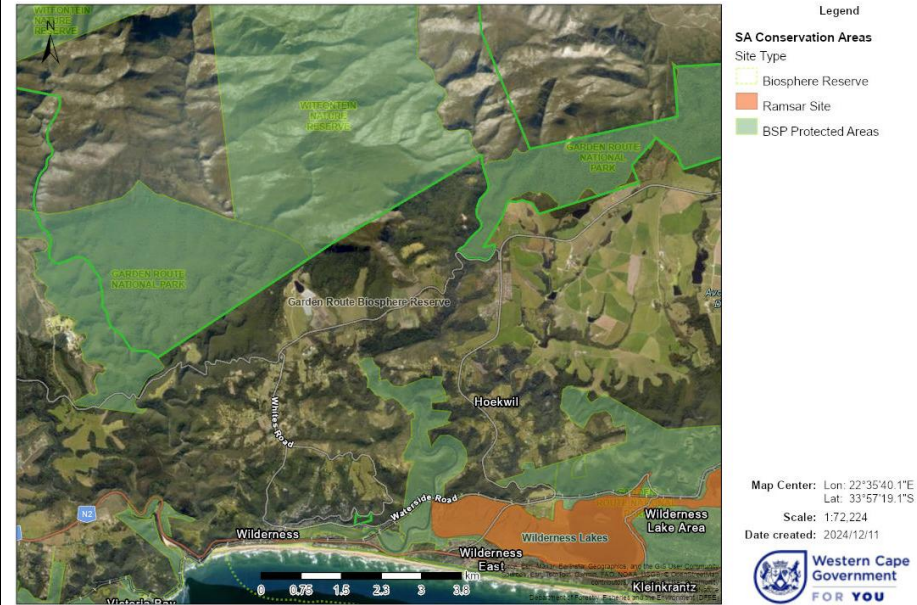 WITFONTEIN
NATURE
RESERVE
N
WITFONTEIN
NATURE
RESERVE
GARDEN ROUTE
NATIONAL
PARK
GARDEN ROUTE
NATIONAL PARK
Garden Route Biosphere Reserve
Hoekwil
Whites Road
Waterside Road
N2
Wilderness
Wilderness Lakes
Wilderness
Lake Area
Wilderness
East
Kleinkrantz
Victoria Bay
km
0 0.75 1.5 2.3 3 3.8
Legend
SA Conservation Areas
Site Type
Biosphere Reserve
Ramsar Site
BSP Protected Areas
Map Center: Lon: 22°35'40.1"E
Lat: 33°57'19.1"S
Scale: 1:72,224
Date created: 2024/12/11
Western Cape
Government
FOR YOU